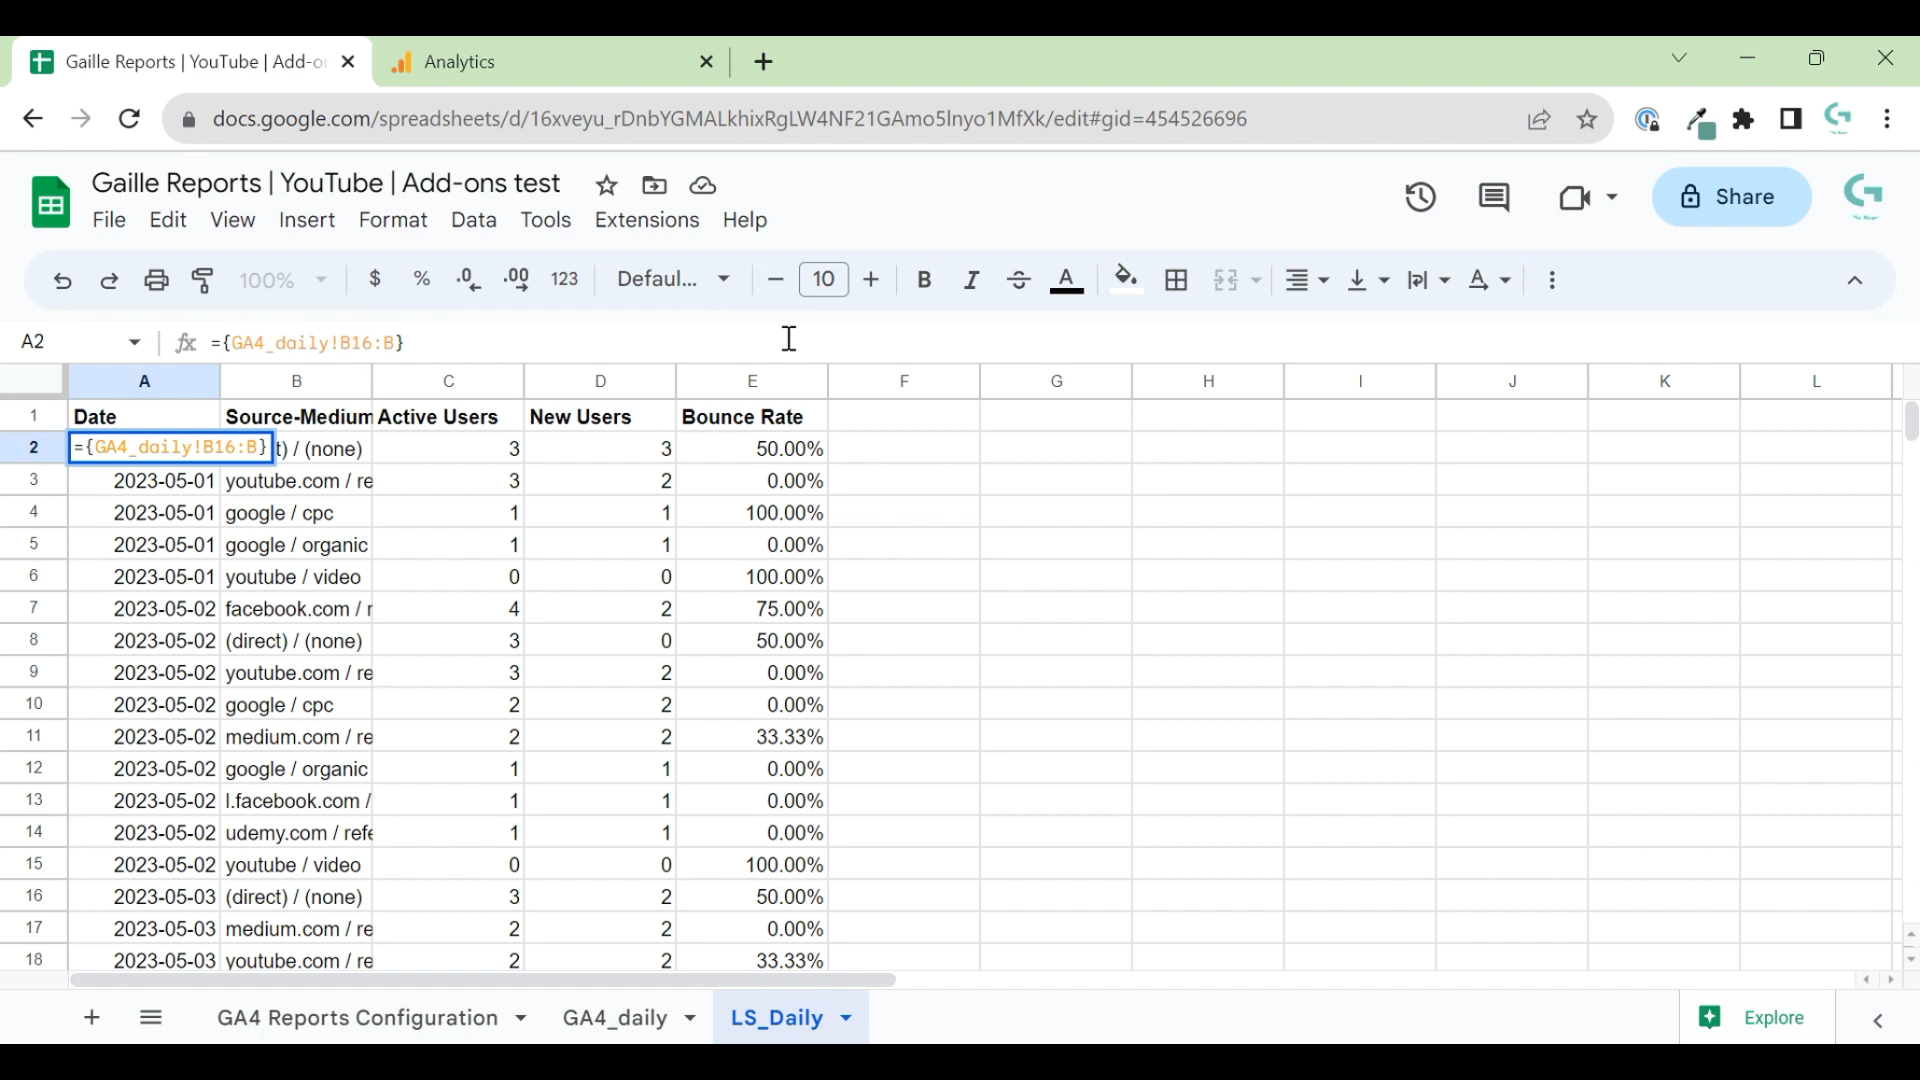 Gaille Reports | YouTube | Add-o
Analytics
docs.google.com/spreadsheets/d/16xveyu_rDnbYGMALkhixRgLW4NF21GAmo5lnyo1MfXk/edit#gid=454526696
Gaille Reports | YouTube | Add-ons test
File Edit View Insert Format Data Tools Extensions Help
Share
100% $ % .0 .00 123 Defaul... 10 B I S A
A2 fx ={GA4_daily!B16:B}
A B C D E F G H I J K L
1 Date Source-Medium Active Users New Users Bounce Rate
2 ={GA4_daily!B16:B} t) / (none) 3 3 50.00%
3 2023-05-01 youtube.com / re 3 2 0.00%
4 2023-05-01 google / cpc 1 1 100.00%
5 2023-05-01 google / organic 1 1 0.00%
6 2023-05-01 youtube / video 0 0 100.00%
7 2023-05-02 facebook.com / r 4 2 75.00%
8 2023-05-02 (direct) / (none) 3 0 50.00%
9 2023-05-02 youtube.com / re 3 2 0.00%
10 2023-05-02 google / cpc 2 2 0.00%
11 2023-05-02 medium.com / re 2 2 33.33%
12 2023-05-02 google / organic 1 1 0.00%
13 2023-05-02 l.facebook.com / 1 1 0.00%
14 2023-05-02 udemy.com / refe 1 1 0.00%
15 2023-05-02 youtube / video 0 0 100.00%
16 2023-05-03 (direct) / (none) 3 2 50.00%
17 2023-05-03 medium.com / re 2 2 0.00%
18 2023-05-03 youtube.com / re 2 2 33.33%
GA4 Reports Configuration GA4_daily LS_Daily Explore